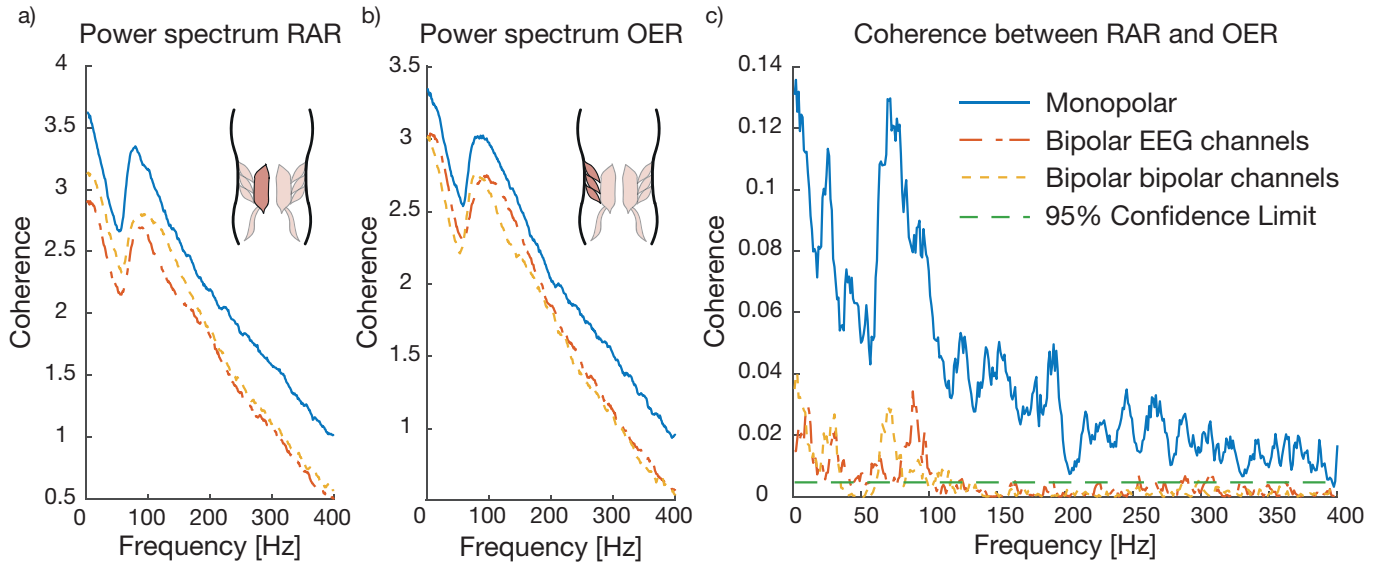 a)
Power spectrum RAR
4
3.5
3
2.5
2
1.5
1
0.5
Coherence
0 100 200 300 400
Frequency [Hz]
b)
Power spectrum OER
3.5
3
2.5
2
1.5
1
Coherence
0 100 200 300 400
Frequency [Hz]
c)
Coherence between RAR and OER
0.14
0.12
0.1
0.08
0.06
0.04
0.02
0
Coherence
0 50 100 150 200 250 300 350 400
Frequency [Hz]
Monopolar
Bipolar EEG channels
Bipolar bipolar channels
95% Confidence Limit